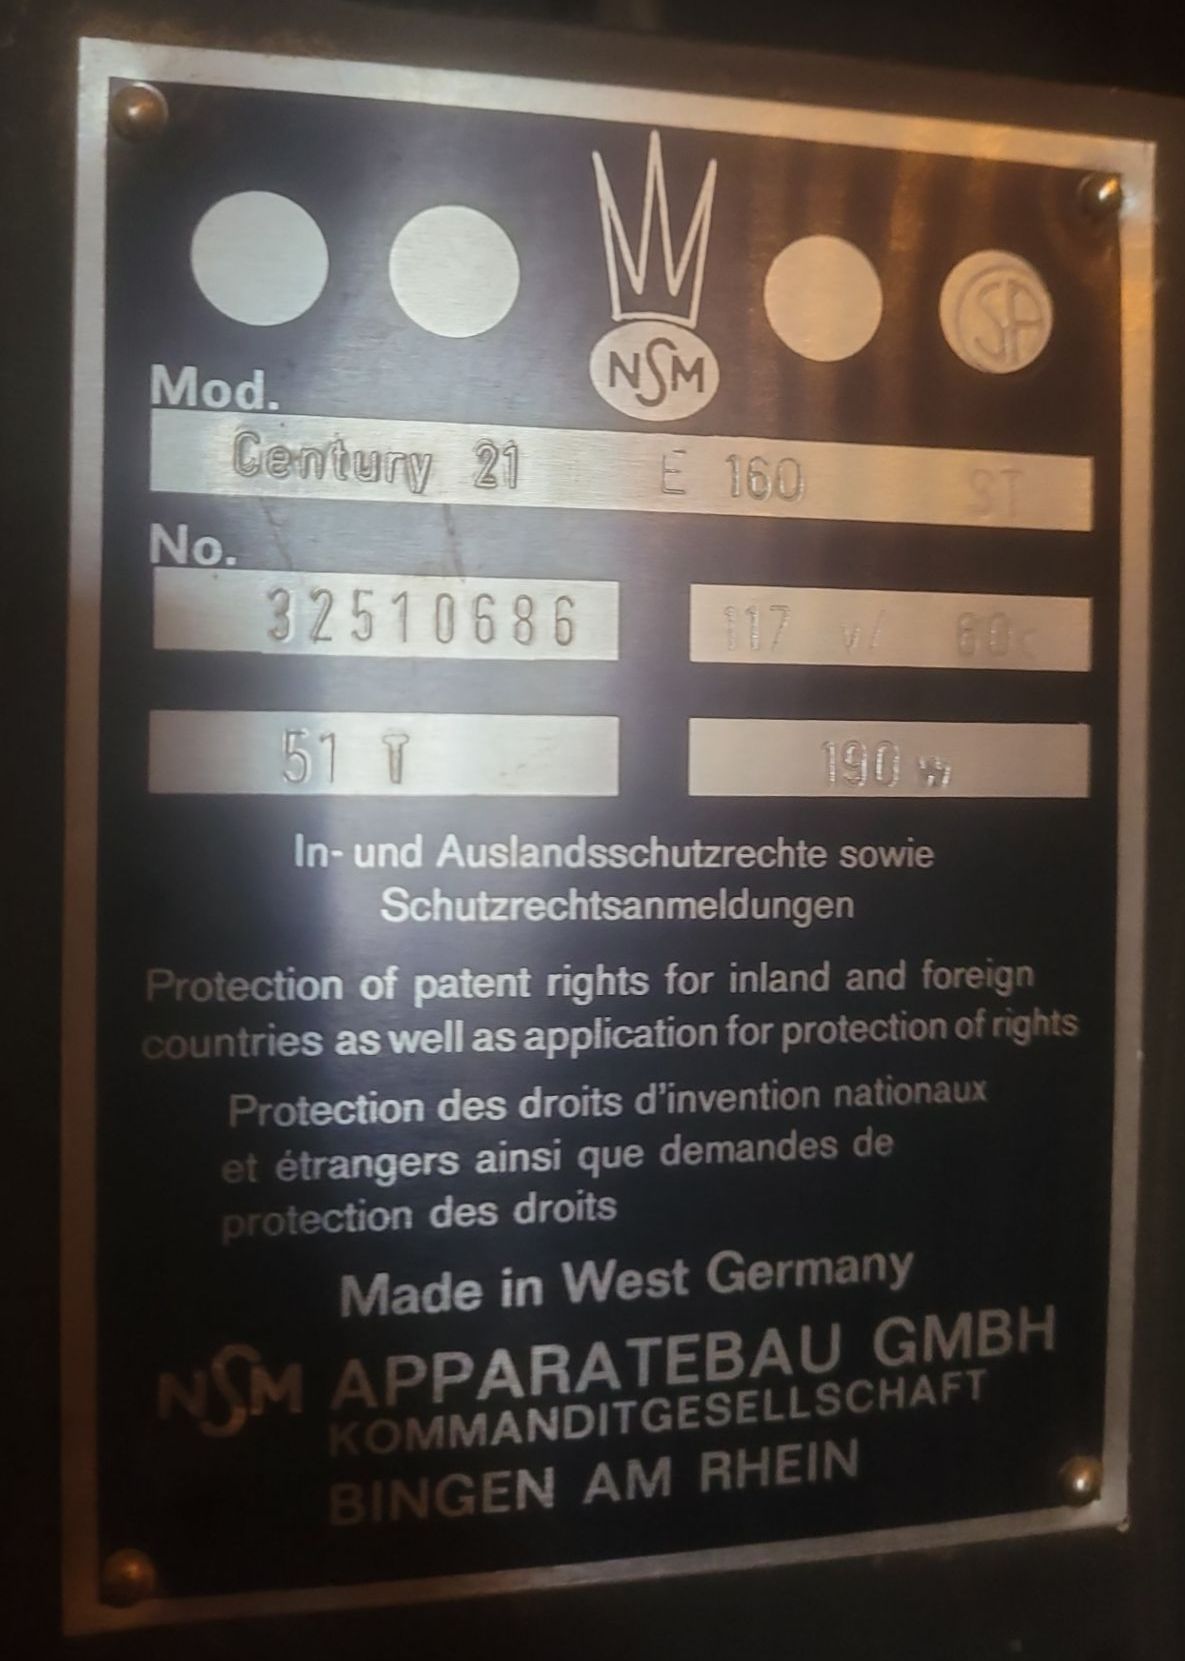 CSA
NSM
Mod.
Century 21 E 160 ST
No.
32510686
117 v/ 60c
51 T
190 w
In- und Auslandsschutzrechte sowie
Schutzrechtsanmeldungen
Protection of patent rights for inland and foreign
countries as well as application for protection of rights
Protection des droits d'invention nationaux
et étrangers ainsi que demandes de
protection des droits
Made in West Germany
NSM APPARATEBAU GMBH
KOMMANDITGESELLSCHAFT
BINGEN AM RHEIN